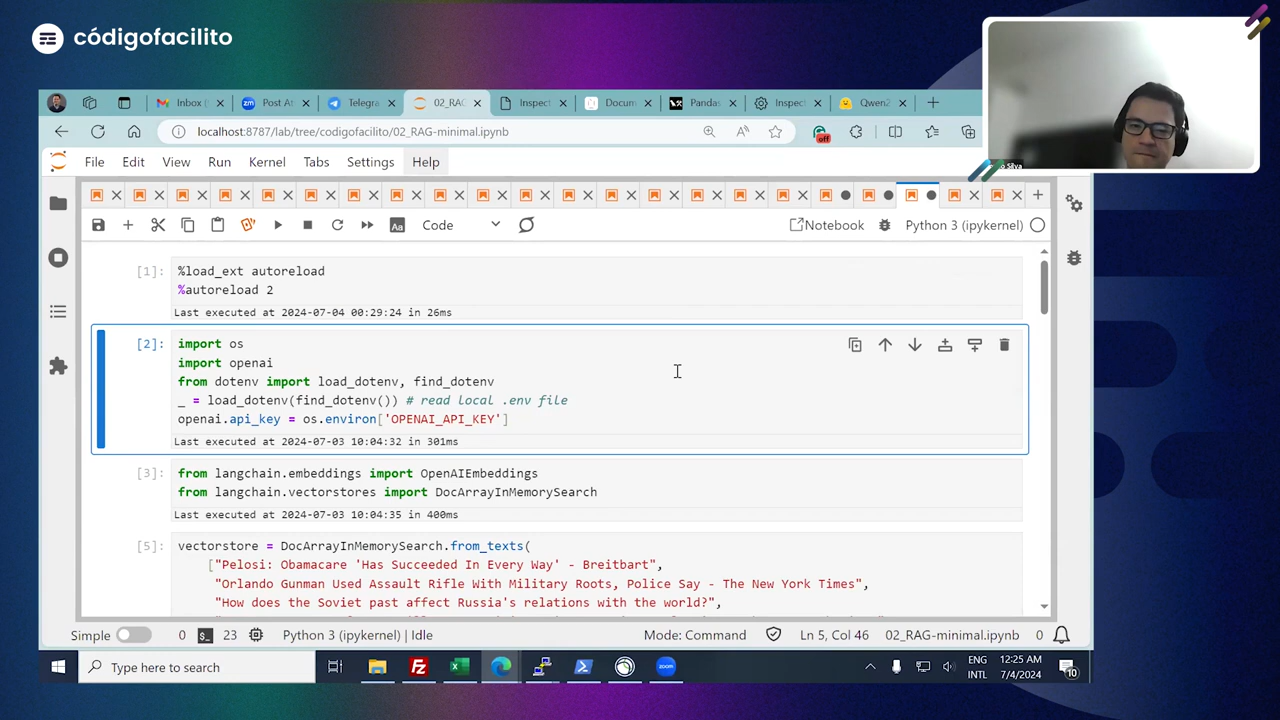 códigofacilito
Inbox (
Post At
Telegra
02_RAG
Inspect
Docum
Pandas
Inspect
Qwen2
localhost:8787/lab/tree/codigofacilito/02_RAG-minimal.ipynb
off
Silva
File Edit View Run Kernel Tabs Settings Help
Code
Notebook
Python 3 (ipykernel)
[1]:
%load_ext autoreload
%autoreload 2
Last executed at 2024-07-04 00:29:24 in 26ms
[2]:
import os
import openai
from dotenv import load_dotenv, find_dotenv
_ = load_dotenv(find_dotenv()) # read local .env file
openai.api_key = os.environ['OPENAI_API_KEY']
Last executed at 2024-07-03 10:04:32 in 301ms
[3]:
from langchain.embeddings import OpenAIEmbeddings
from langchain.vectorstores import DocArrayInMemorySearch
Last executed at 2024-07-03 10:04:35 in 400ms
[5]:
vectorstore = DocArrayInMemorySearch.from_texts(
["Pelosi: Obamacare 'Has Succeeded In Every Way' - Breitbart",
"Orlando Gunman Used Assault Rifle With Military Roots, Police Say - The New York Times",
"How does the Soviet past affect Russia's relations with the world?",
Simple 0 23 Python 3 (ipykernel) | Idle Mode: Command Ln 5, Col 46 02_RAG-minimal.ipynb 0
Type here to search
ENG
INTL
12:25 AM
7/4/2024
10